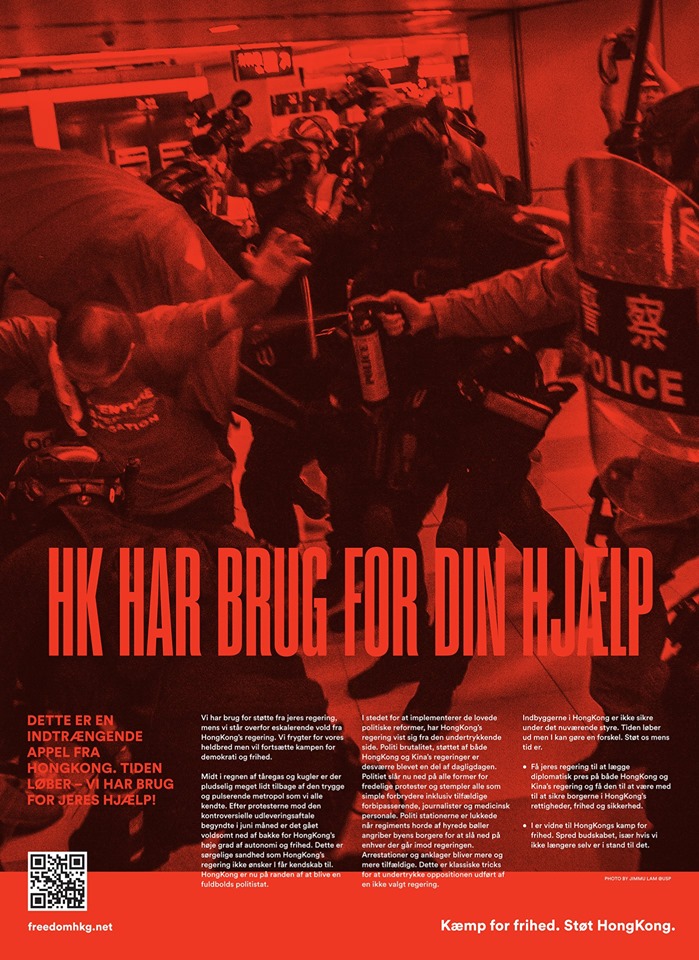 察
POLICE
POLICE
HK HAR BRUG FOR DIN HJÆLP
DETTE ER EN
INDTRÆNGENDE
APPEL FRA
HONGKONG. TIDEN
LØBER – VI HAR BRUG
FOR JERES HJÆLP!
Vi har brug for støtte fra jeres regering,
mens vi står overfor eskalerende vold fra
HongKong's regering. Vi frygter for vores
heldbred men vil fortsætte kampen for
demokrati og frihed.
Midt i regnen af tåregas og kugler er der
pludselig meget lidt tilbage af den trygge
og pulserende metropol som vi alle
kendte. Efter protesterne mod den
kontroversielle udleveringsaftale
begyndte i juni måned er det gået
voldsomt ned af bakke for HongKong's
høje grad af autonomi og frihed. Dette er
sørgelige sandhed som HongKong's
regering ikke ønsker I får kendskab til.
HongKong er nu på randen af at blive en
fuldbolds politistat.
I stedet for at implementere de lovede
politiske reformer, har HongKong's
regering vist sig fra den undertrykkende
side. Politi brutalitet, støttet af både
HongKong og Kina's regeringer er
desværre blevet en del af dagligdagen.
Politiet slår nu ned på alle former for
fredelige protester og stempler alle som
simple forbrydere inklusiv tilfældige
forbipasserende, journalister og medicinsk
personale. Politi stationerne er lukkede
når regimets horde af hyrede bøller
angriber byens borgere for at slå ned på
enhver der går imod regeringen.
Arrestationer og anklager bliver mere og
mere tilfældige. Dette er klassiske tricks
for at undertrykke oppositionen udført af
en ikke valgt regering.
Indbyggerne i HongKong er ikke sikre
under det nuværende styre. Tiden løber
ud men I kan gøre en forskel. Støt os mens
tid er.
• Få jeres regering til at lægge
diplomatisk pres på både HongKong og
Kina's regering og få den til at være med
til at sikre borgerne i HongKong's
rettigheder, frihed og sikkerhed.
• I er vidne til HongKongs kamp for
frihed. Spred budskabet, især hvis vi
ikke længere selv er i stand til det.
PHOTO BY JIMMU LAM @USP
freedomhkg.net
Kæmp for frihed. Støt HongKong.